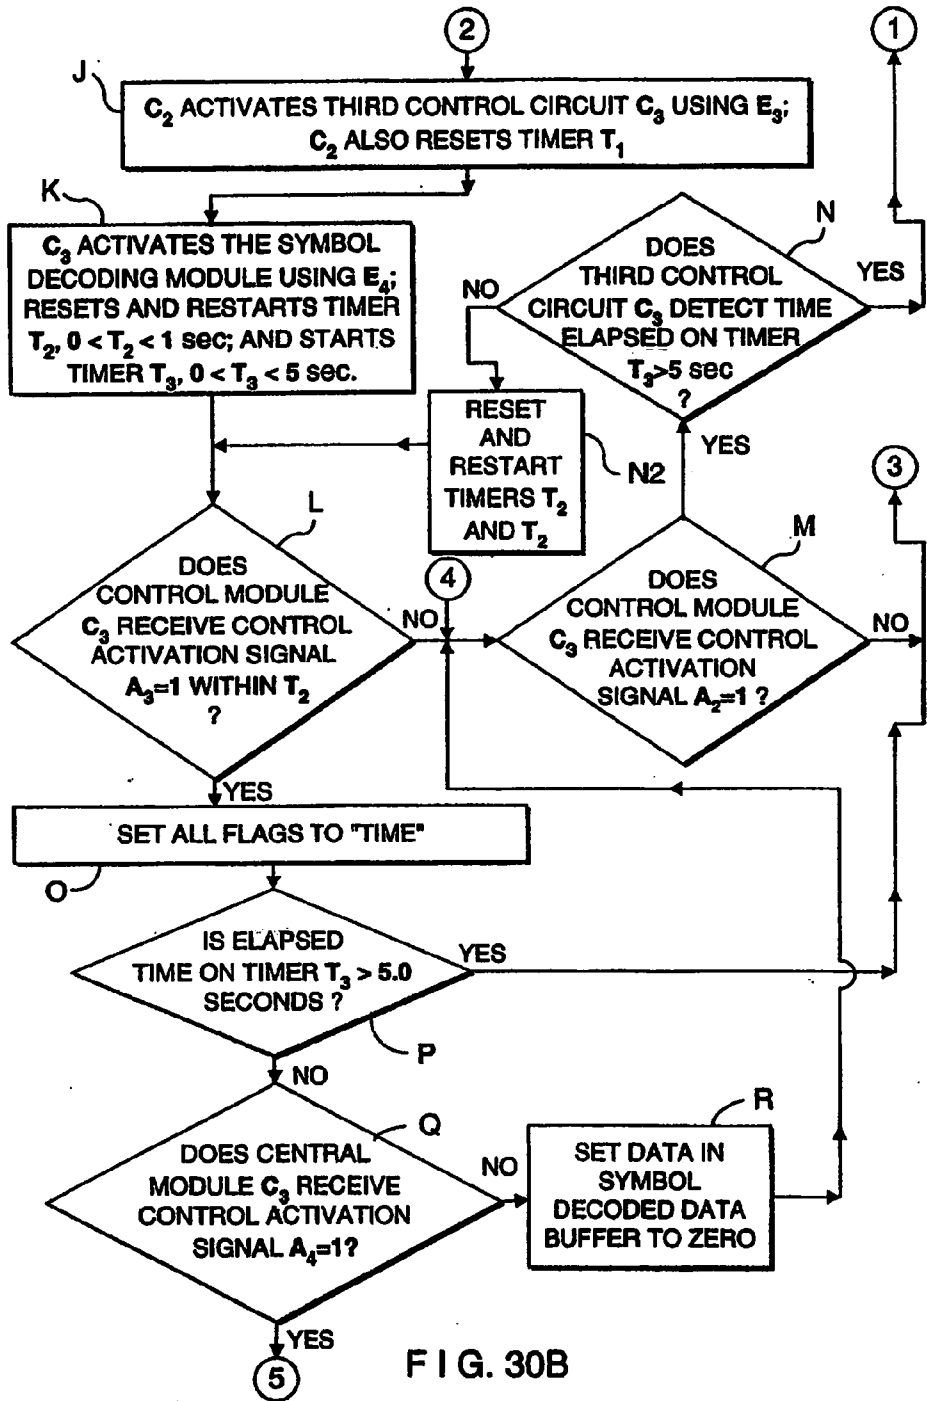 2
1
J
C₂ ACTIVATES THIRD CONTROL CIRCUIT C₃ USING E₃;
C₂ ALSO RESETS TIMER T₁
K
C₃ ACTIVATES THE SYMBOL
DECODING MODULE USING E₄;
RESETS AND RESTARTS TIMER
T₂, 0 < T₂ < 1 sec; AND STARTS
TIMER T₃, 0 < T₃ < 5 sec.
N
DOES
THIRD CONTROL
CIRCUIT C₃ DETECT TIME
ELAPSED ON TIMER
T₃>5 sec
?
NO
YES
YES
RESET
AND
RESTART
TIMERS T₂
AND T₂
N2
3
L
DOES
CONTROL MODULE
C₃ RECEIVE CONTROL
ACTIVATION SIGNAL
A₃=1 WITHIN T₂
?
NO
4
M
DOES
CONTROL MODULE
C₃ RECEIVE CONTROL
ACTIVATION
SIGNAL A₂=1 ?
NO
YES
SET ALL FLAGS TO "TIME"
O
IS ELAPSED
TIME ON TIMER T₃ > 5.0
SECONDS ?
YES
P
NO
Q
DOES CENTRAL
MODULE C₃ RECEIVE
CONTROL ACTIVATION
SIGNAL A₄=1?
NO
R
SET DATA IN
SYMBOL
DECODED DATA
BUFFER TO ZERO
YES
5
FIG. 30B